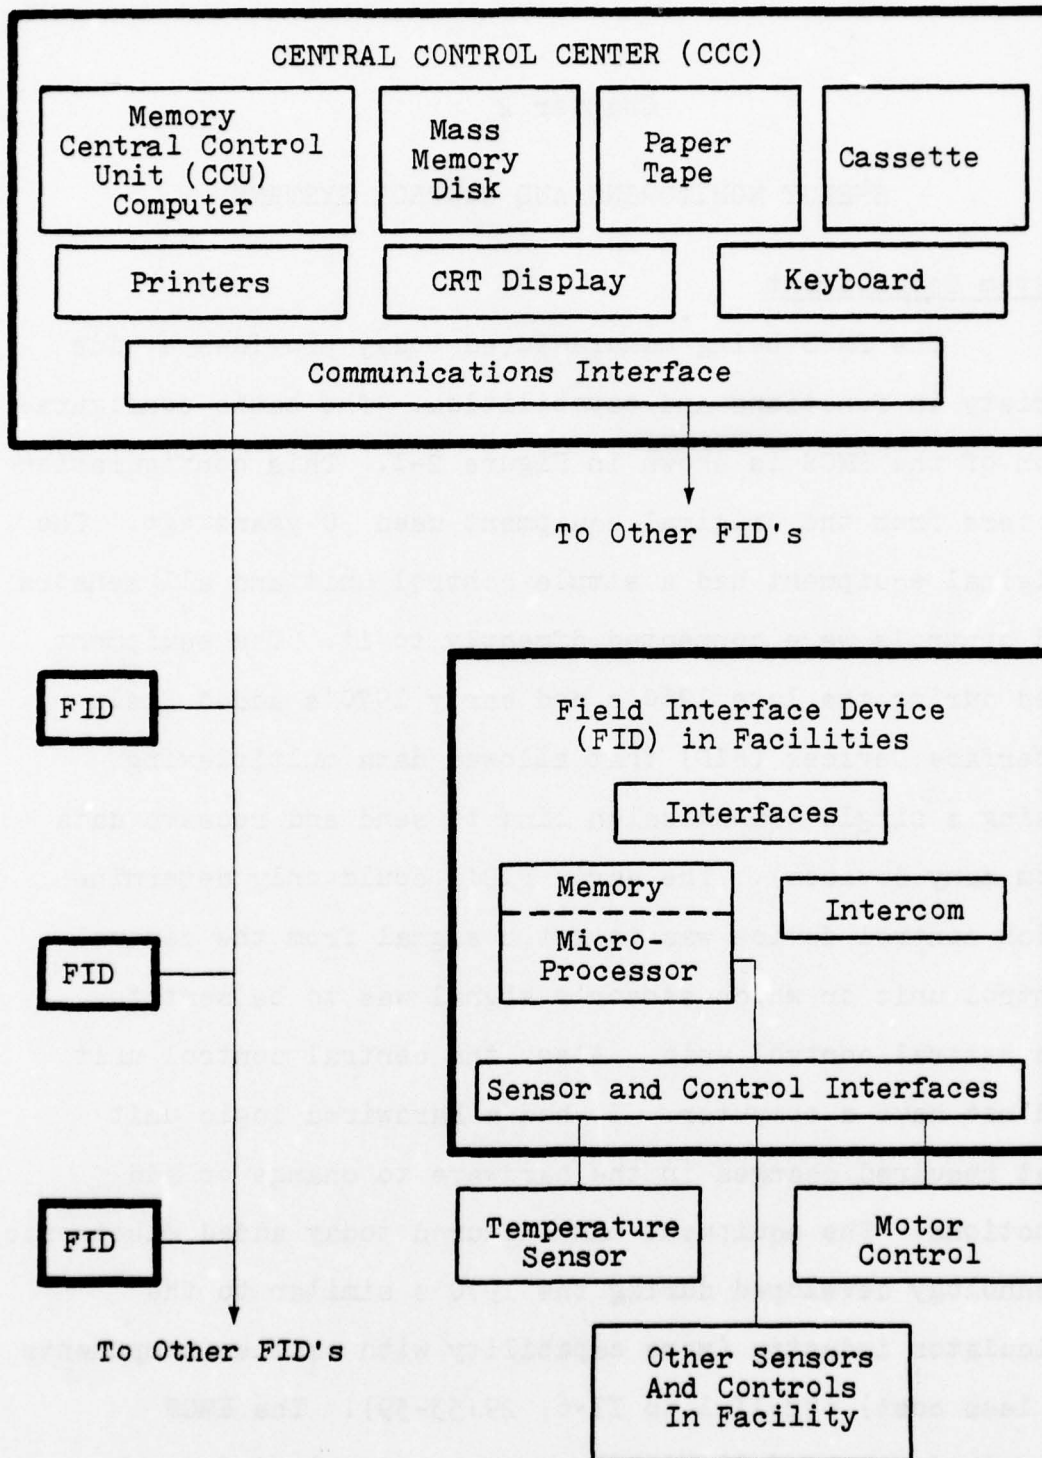 CENTRAL CONTROL CENTER (CCC)
Memory
Central Control
Unit (CCU)
Computer
Mass
Memory
Disk
Paper
Tape
Cassette
Printers
CRT Display
Keyboard
Communications Interface
To Other FID's
FID
FID
FID
To Other FID's
Field Interface Device
(FID) in Facilities
Interfaces
Memory
Micro-
Processor
Intercom
Sensor and Control Interfaces
Temperature
Sensor
Motor
Control
Other Sensors
And Controls
In Facility